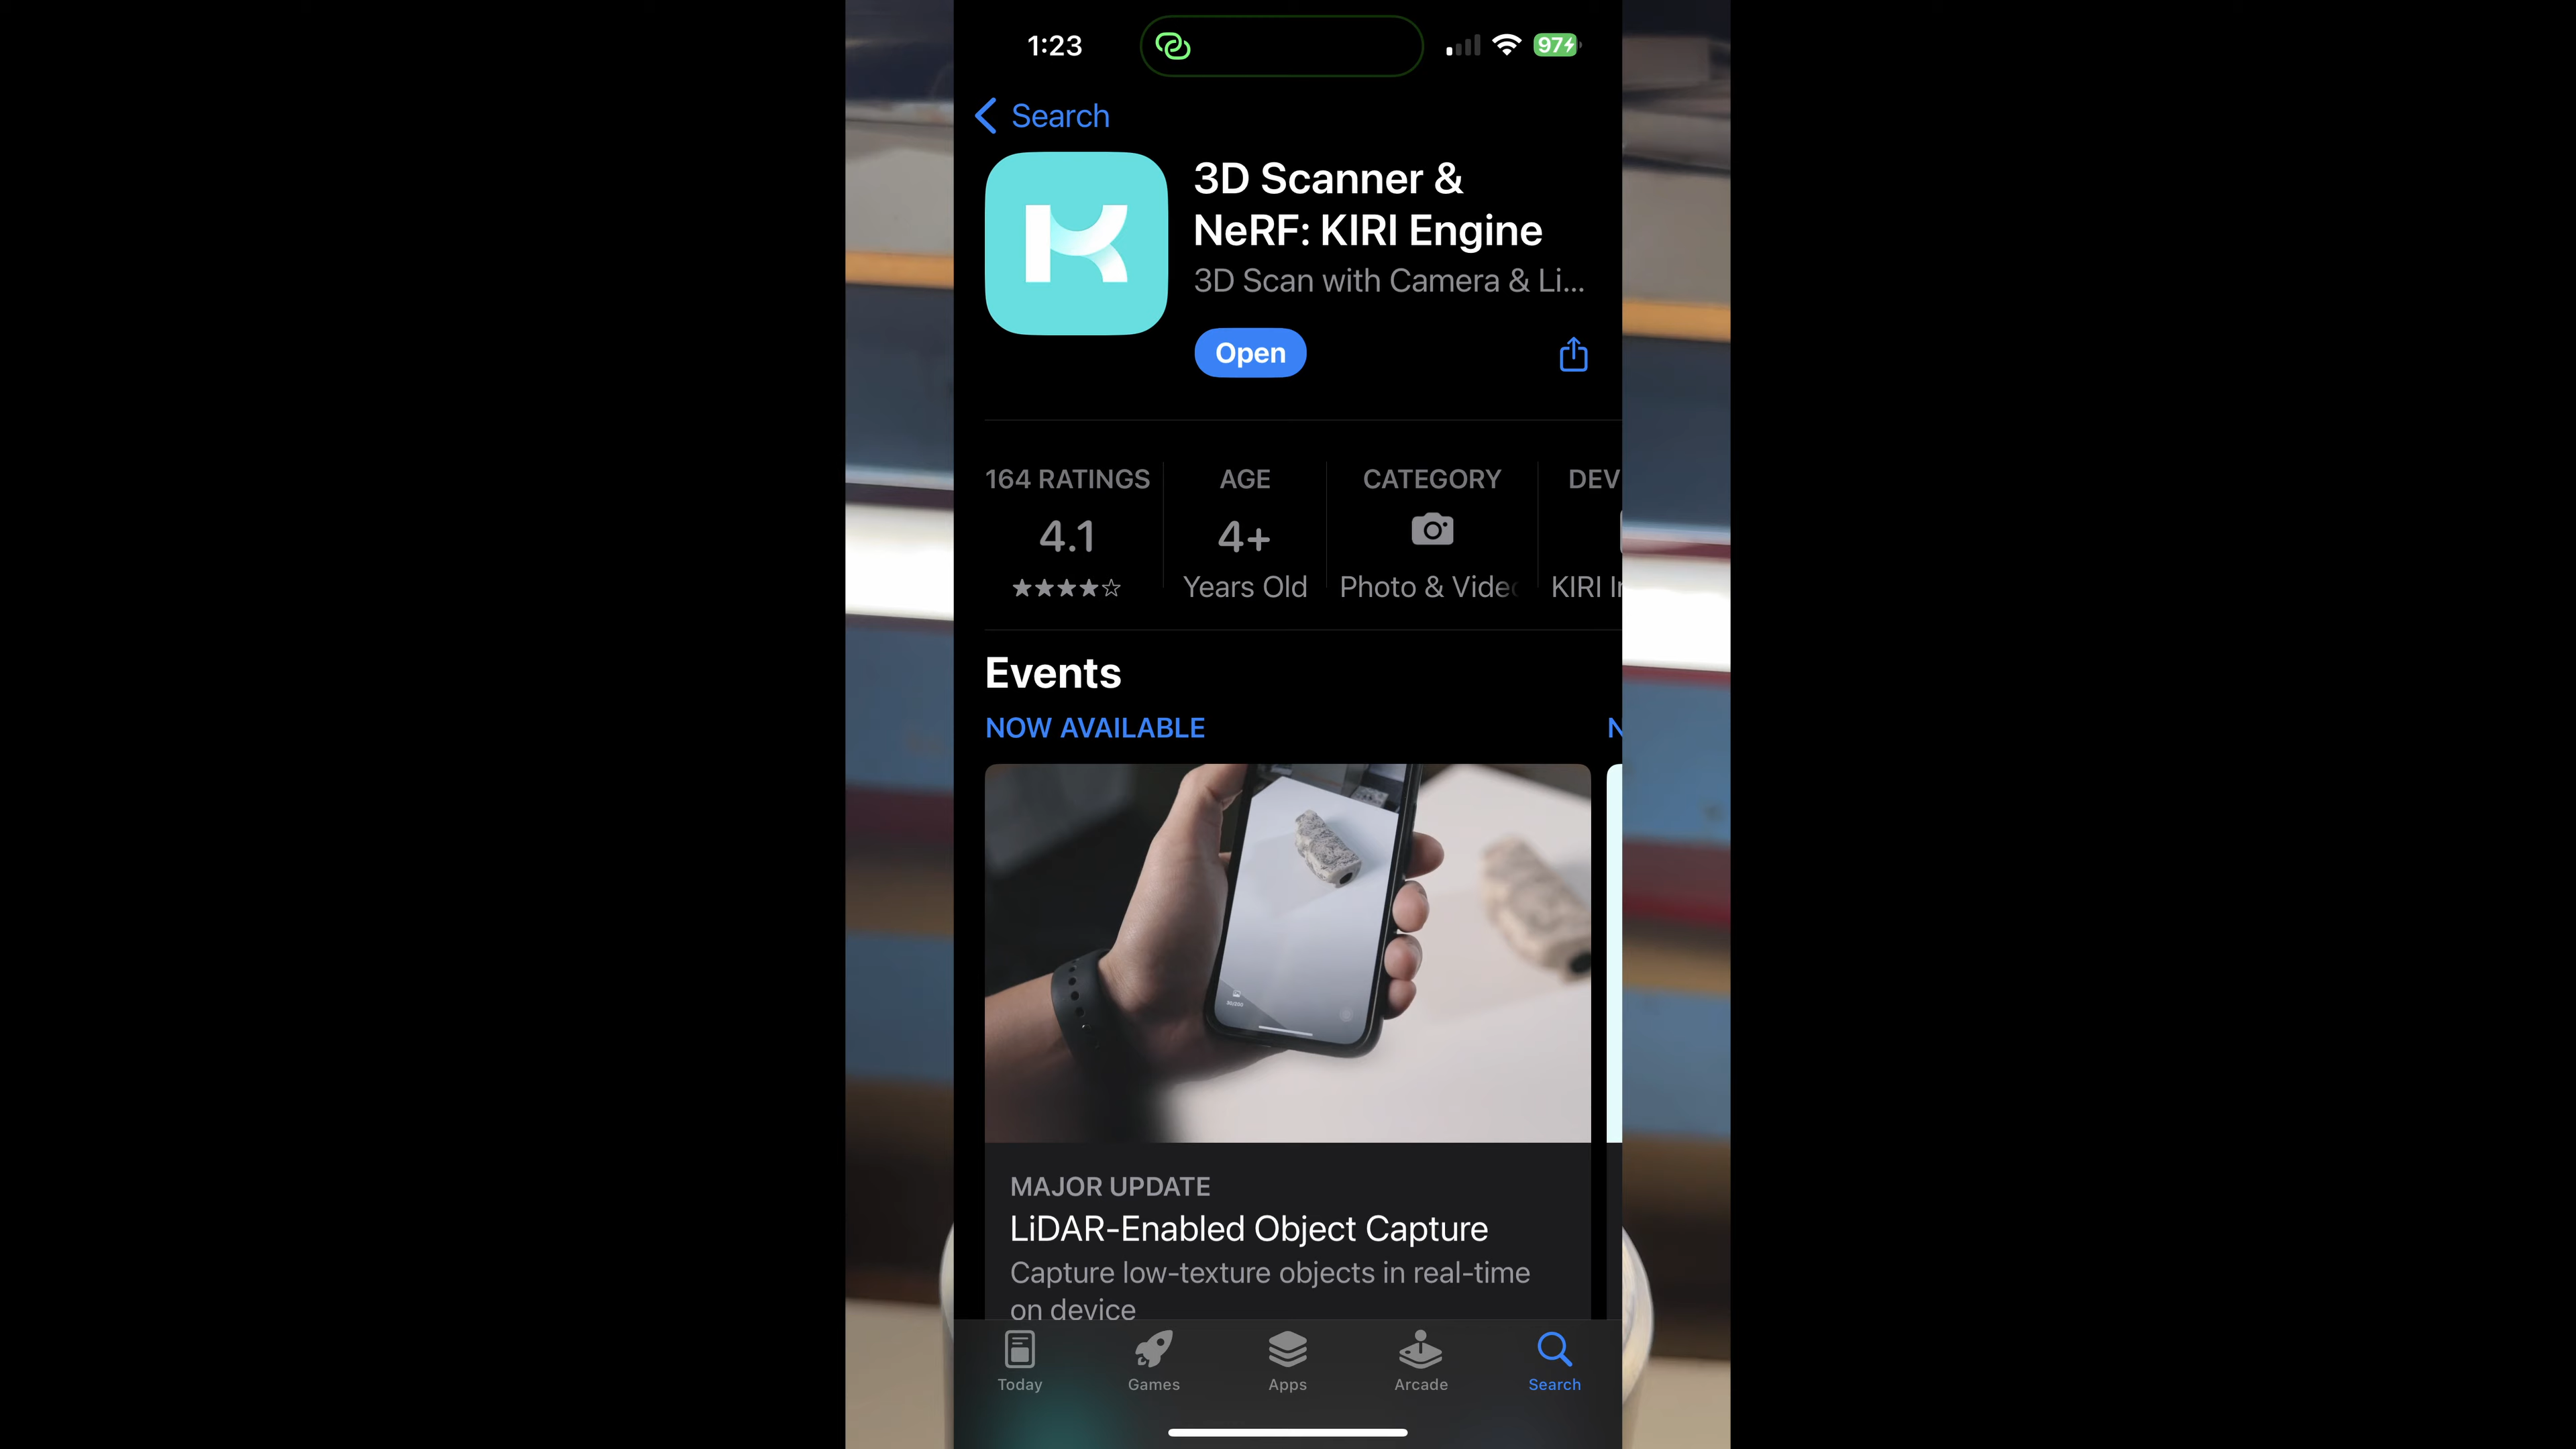 1:23
97
Search
3D Scanner &
NeRF: KIRI Engine
3D Scan with Camera & Li...
Open
164 RATINGS
4.1
AGE
4+
Years Old
CATEGORY
Photo & Video
DEV
KIRI In
Events
NOW AVAILABLE
N
MAJOR UPDATE
LiDAR-Enabled Object Capture
Capture low-texture objects in real-time
on device
Today
Games
Apps
Arcade
Search